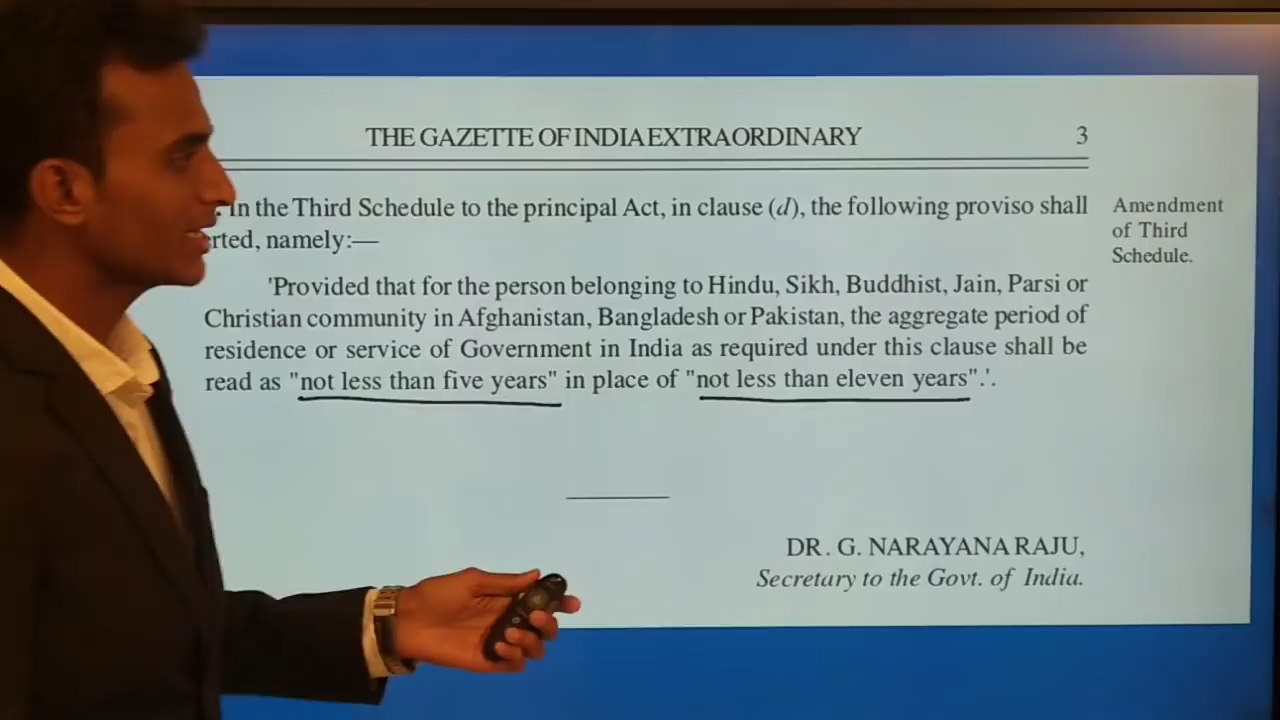 THE GAZETTE OF INDIA EXTRAORDINARY 3
In the Third Schedule to the principal Act, in clause (d), the following proviso shall
namely:—
Amendment
of Third
Schedule.
'Provided that for the person belonging to Hindu, Sikh, Buddhist, Jain, Parsi or
Christian community in Afghanistan, Bangladesh or Pakistan, the aggregate period of
residence or service of Government in India as required under this clause shall be
read as "not less than five years" in place of "not less than eleven years".'.
DR. G. NARAYANA RAJU,
Secretary to the Govt. of India.